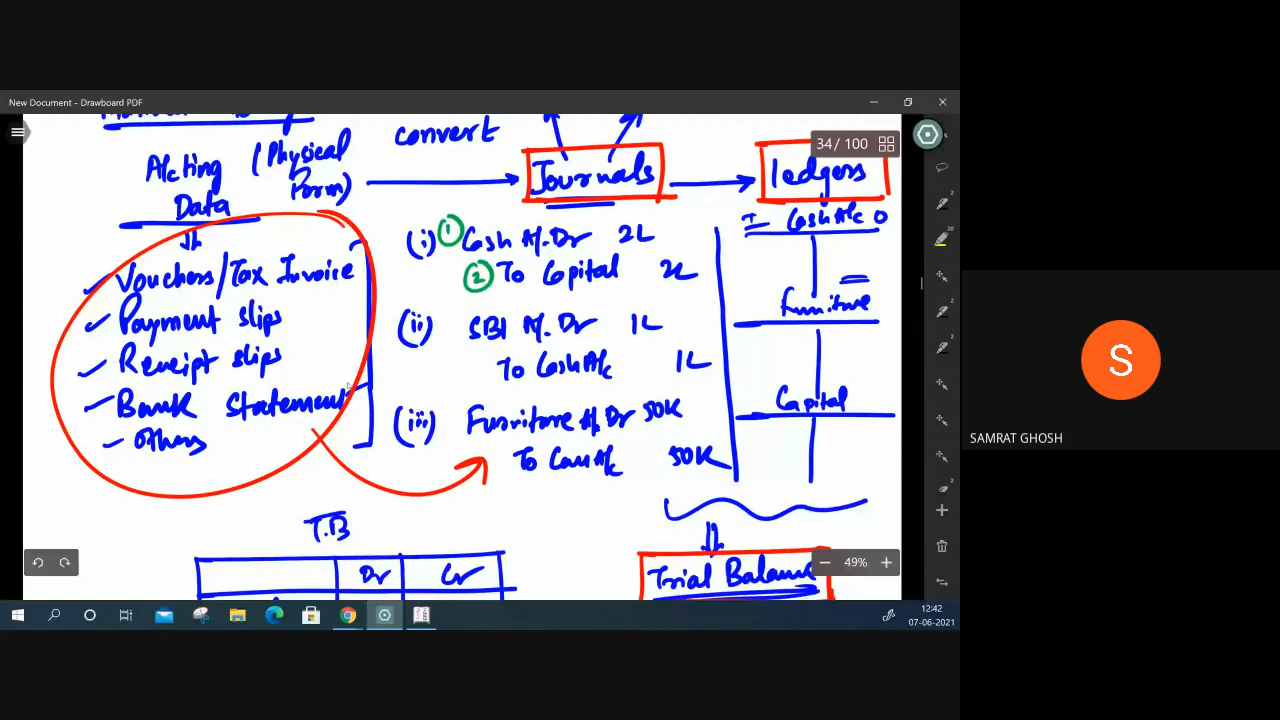 New Document - Drawboard PDF
34 / 100
convert
A/cting
Data
(Physical
Form)
Journals
ledgers
Vouchers/Tax Invoice
Payment slips
Receipt slips
Bank Statement
Others
(i) ① Cash A/c. Dr 2L
② To Capital 2L
(ii) SBI A/c. Dr 1L
To Cash A/c 1L
(iii) Furniture A/c. Dr 50K
To Cash A/c 50K
Cash A/c
Furniture
Capital
T.B
Dr Cr
Trial Balance
49%
S
SAMRAT GHOSH
12:42
07-06-2021